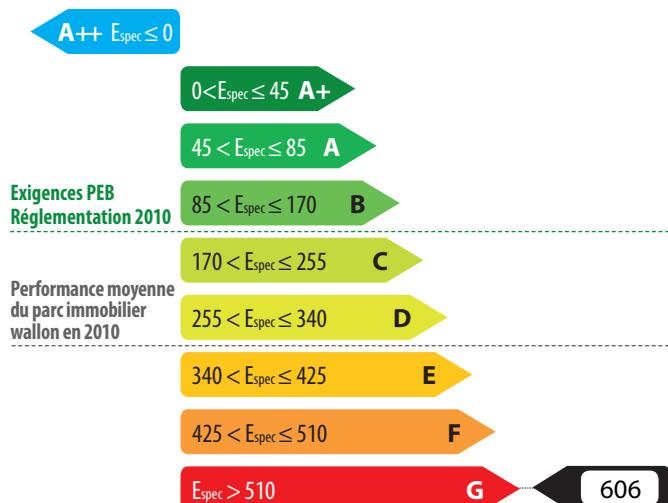 A++ Espec ≤ 0
0<Espec ≤ 45 A+
45 < Espec ≤ 85 A
Exigences PEB
Réglementation 2010
85 < Espec ≤ 170 B
170 < Espec ≤ 255 C
Performance moyenne
du parc immobilier
wallon en 2010
255 < Espec ≤ 340 D
340 < Espec ≤ 425 E
425 < Espec ≤ 510 F
Espec > 510 G
606